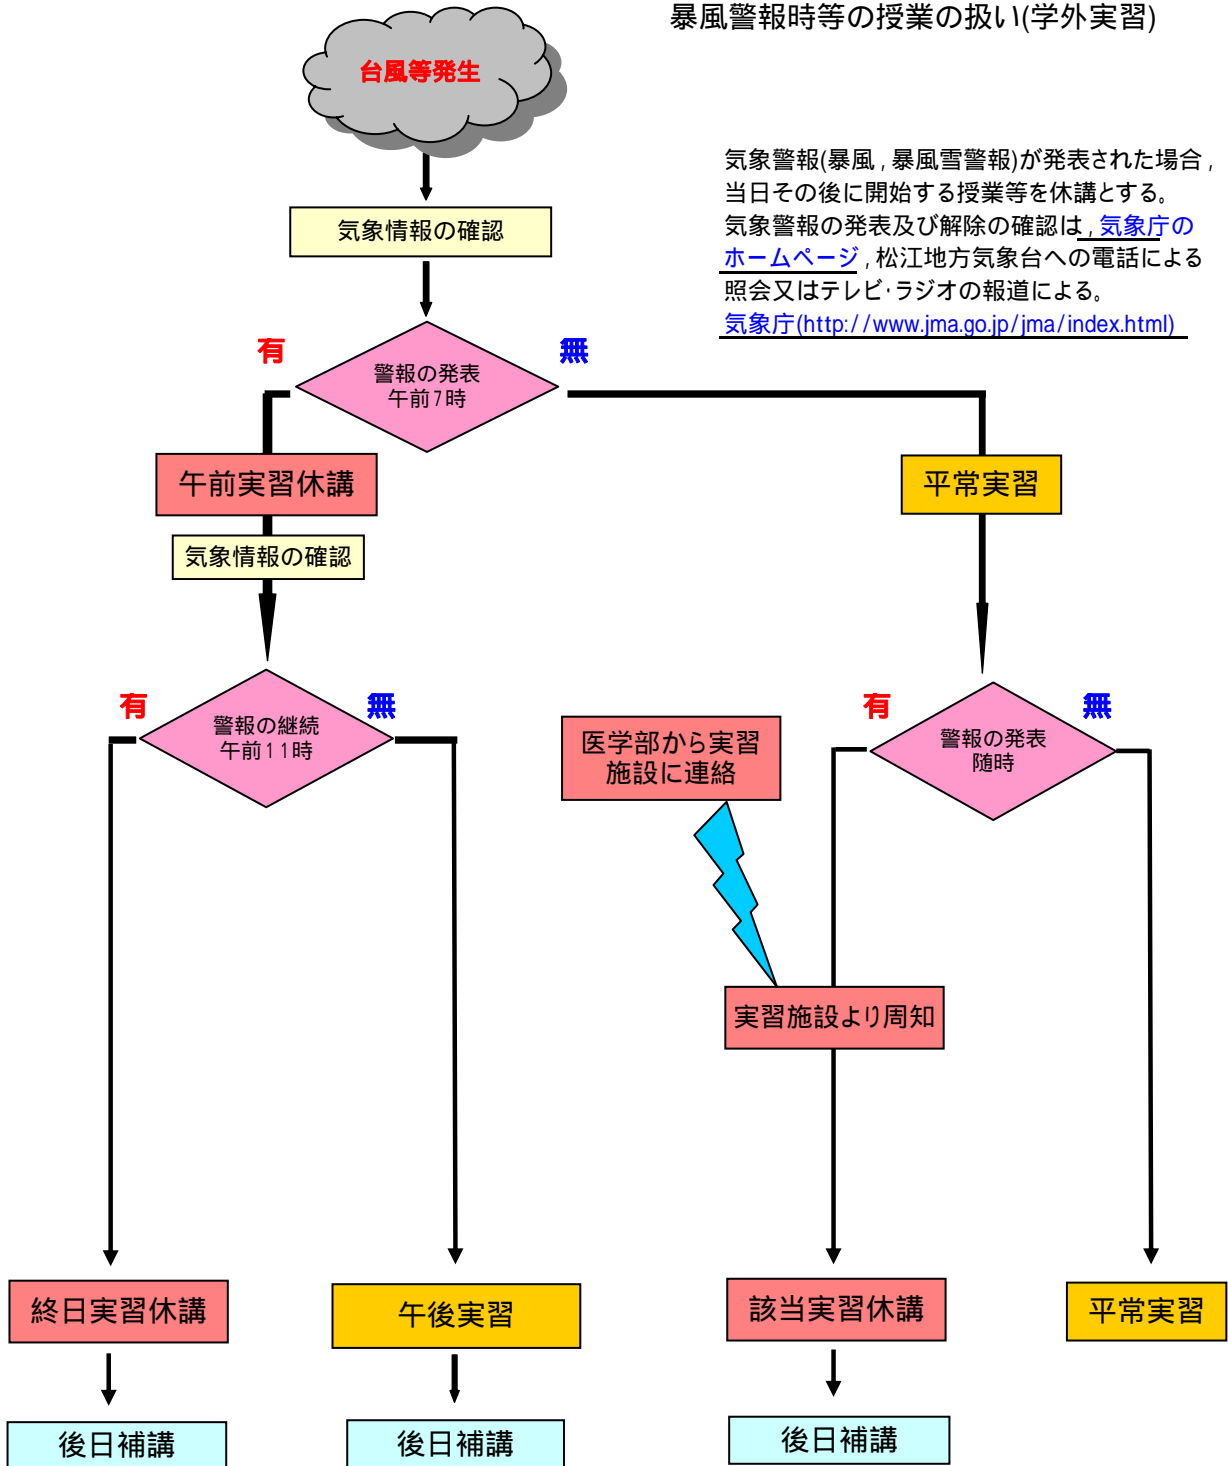 暴風警報時等の授業の扱い(学外実習)
台風等発生
気象警報(暴風,暴風雪警報)が発表された場合,
当日その後に開始する授業等を休講とする。
気象警報の発表及び解除の確認は,気象庁の
ホームページ,松江地方気象台への電話による
照会又はテレビ・ラジオの報道による。
気象庁(http://www.jma.go.jp/jma/index.html)
気象情報の確認
有
無
警報の発表
午前7時
午前実習休講
平常実習
気象情報の確認
有
無
警報の継続
午前11時
有
無
警報の発表
随時
医学部から実習
施設に連絡
実習施設より周知
終日実習休講
午後実習
該当実習休講
平常実習
後日補講
後日補講
後日補講